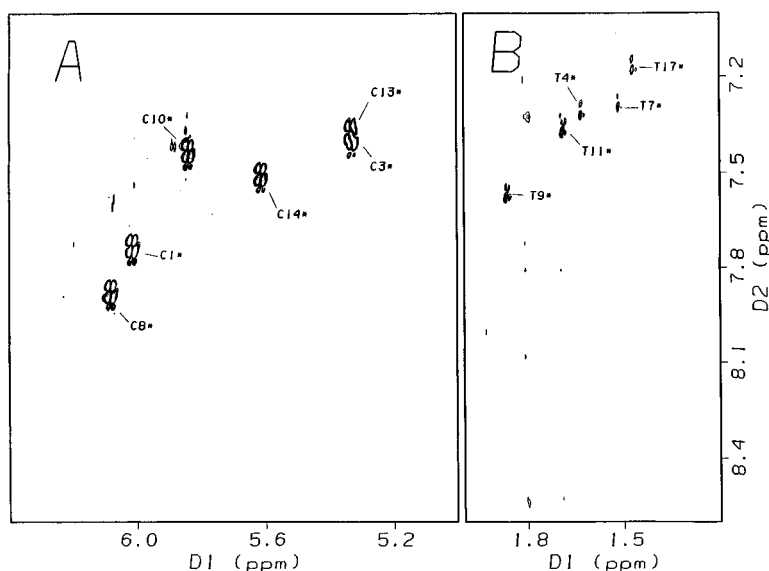 A
C13*
C10*
C3*
C14*
C1*
C8*
6.0
5.6
5.2
D1 (ppm)
B
T17*
T4*
T7*
T11*
T9*
7.2
7.5
7.8
8.1
8.4
D2 (ppm)
1.8
1.5
D1 (ppm)